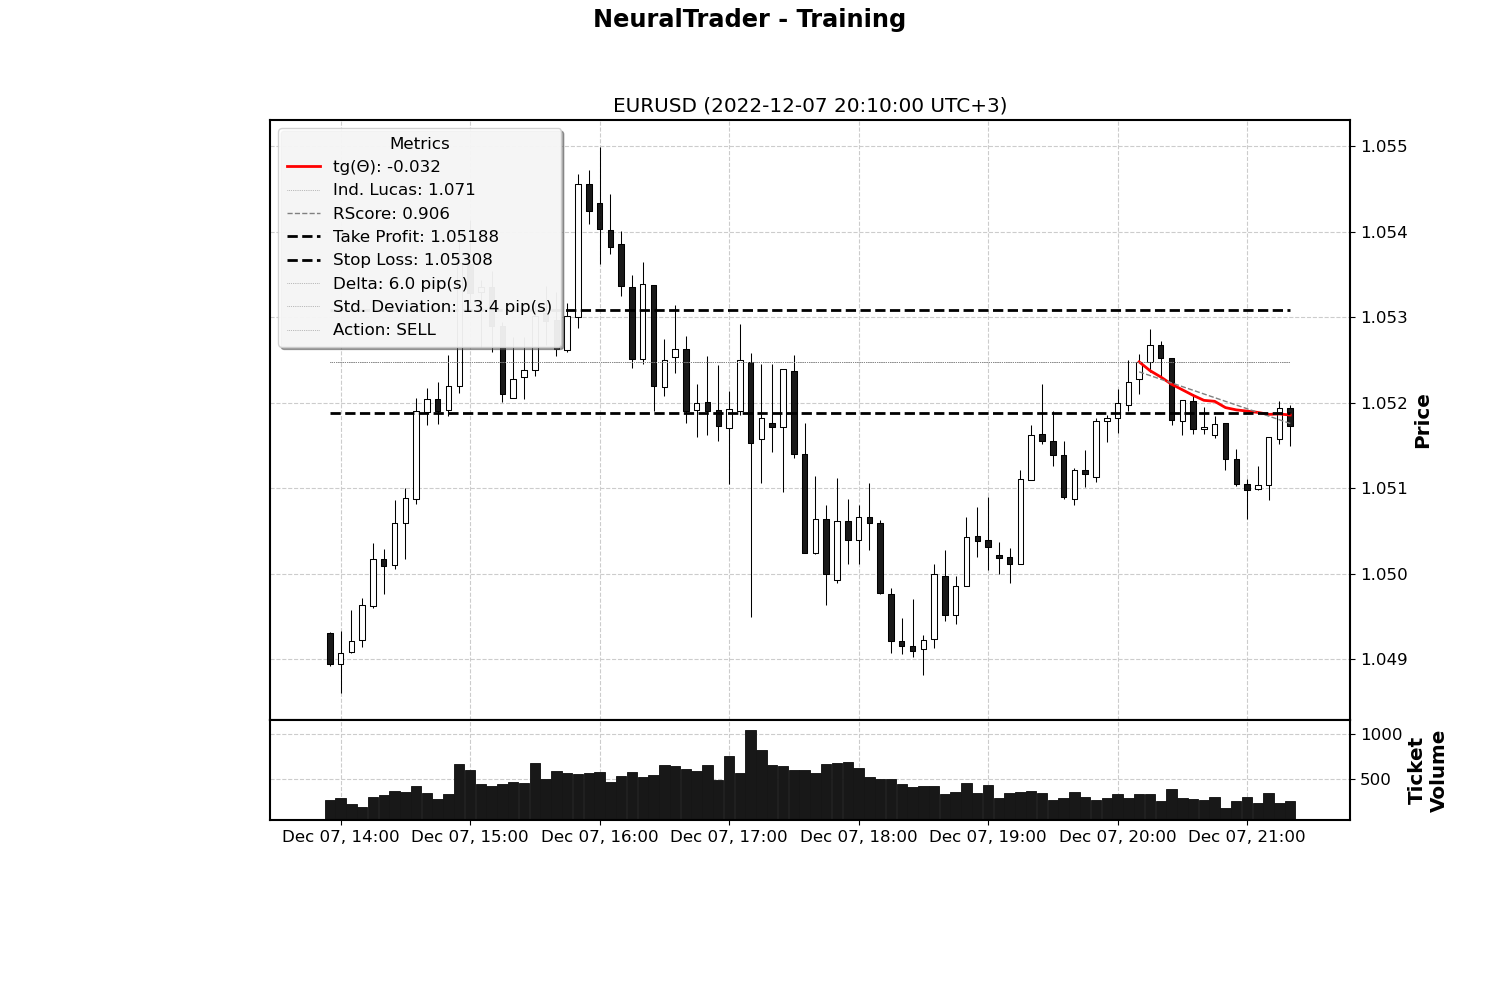 NeuralTrader - Training
EURUSD (2022-12-07 20:10:00 UTC+3)
Metrics
tg(Θ): -0.032
Ind. Lucas: 1.071
RScore: 0.906
Take Profit: 1.05188
Stop Loss: 1.05308
Delta: 6.0 pip(s)
Std. Deviation: 13.4 pip(s)
Action: SELL
1.055
1.054
1.053
1.052
1.051
1.050
1.049
Price
1000
500
Ticket
Volume
Dec 07, 14:00 Dec 07, 15:00 Dec 07, 16:00 Dec 07, 17:00 Dec 07, 18:00 Dec 07, 19:00 Dec 07, 20:00 Dec 07, 21:00